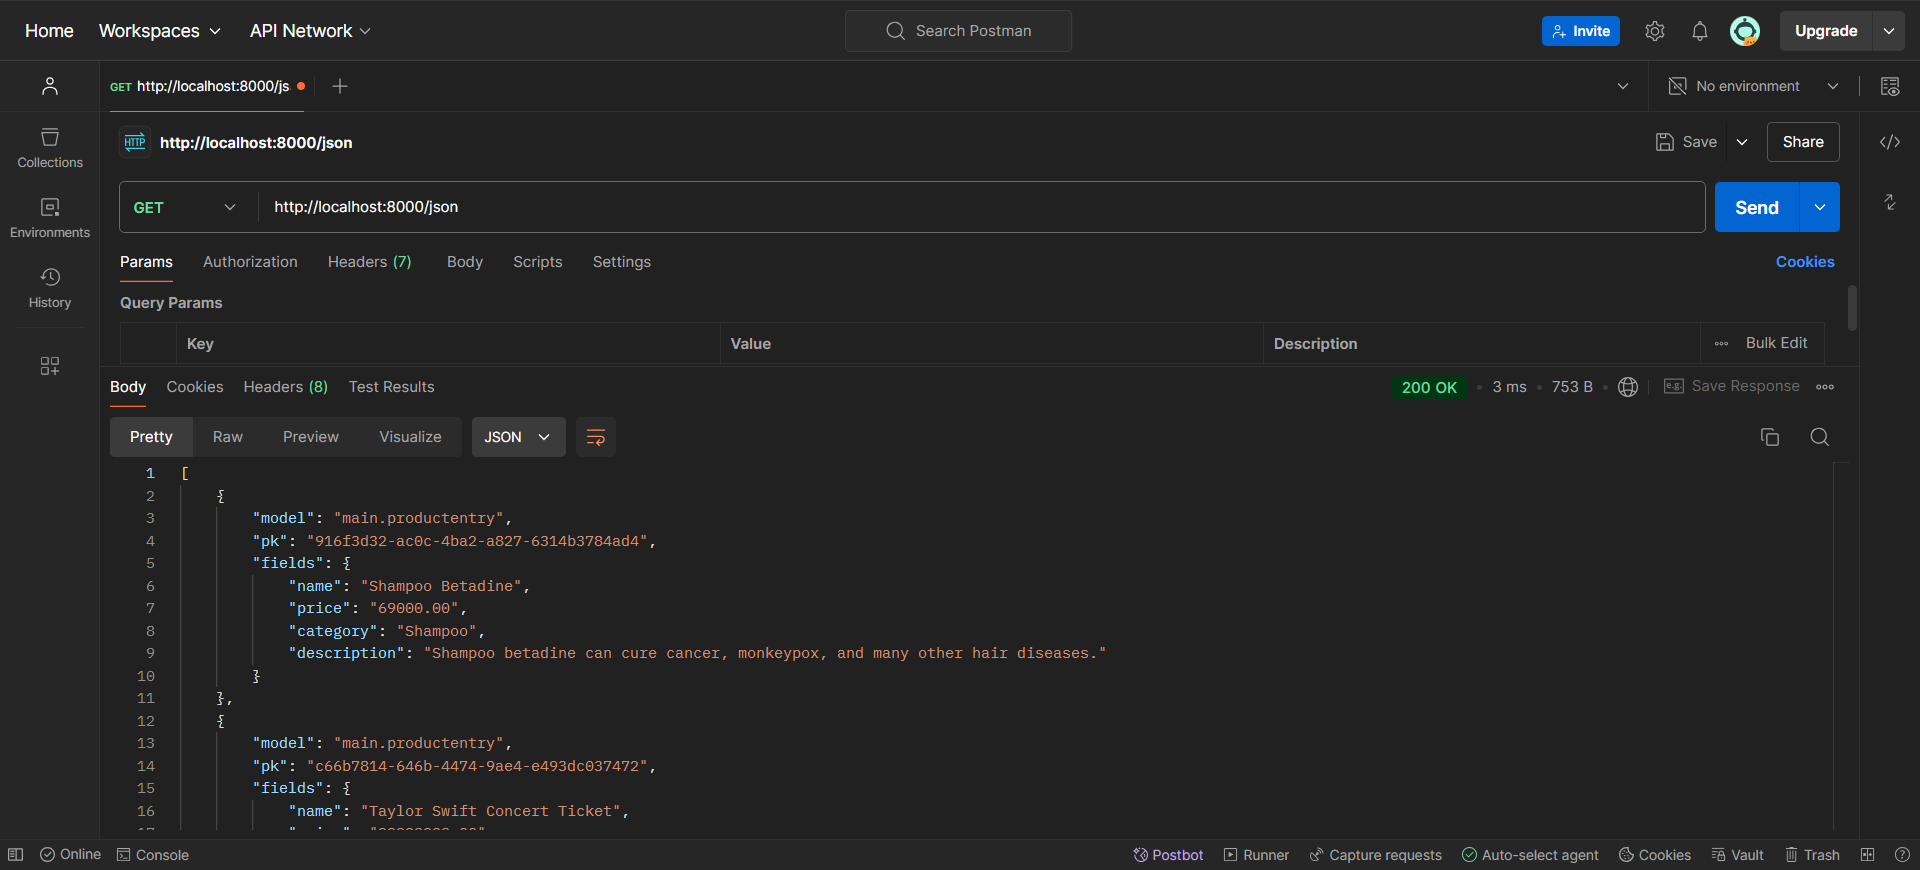 Home Workspaces API Network Search Postman Invite Upgrade
GET http://localhost:8000/js No environment
HTTP http://localhost:8000/json Save Share
Collections
GET http://localhost:8000/json Send
Environments
Params Authorization Headers (7) Body Scripts Settings Cookies
History
Query Params
Key Value Description Bulk Edit
Body Cookies Headers (8) Test Results 200 OK 3 ms 753 B e.g. Save Response
Pretty Raw Preview Visualize JSON
1 [
2 {
3 "model": "main.productentry",
4 "pk": "916f3d32-ac0c-4ba2-a827-6314b3784ad4",
5 "fields": {
6 "name": "Shampoo Betadine",
7 "price": "69000.00",
8 "category": "Shampoo",
9 "description": "Shampoo betadine can cure cancer, monkeypox, and many other hair diseases."
10 }
11 },
12 {
13 "model": "main.productentry",
14 "pk": "c66b7814-646b-4474-9ae4-e493dc037472",
15 "fields": {
16 "name": "Taylor Swift Concert Ticket",
Online Console Postbot Runner Capture requests Auto-select agent Cookies Vault Trash